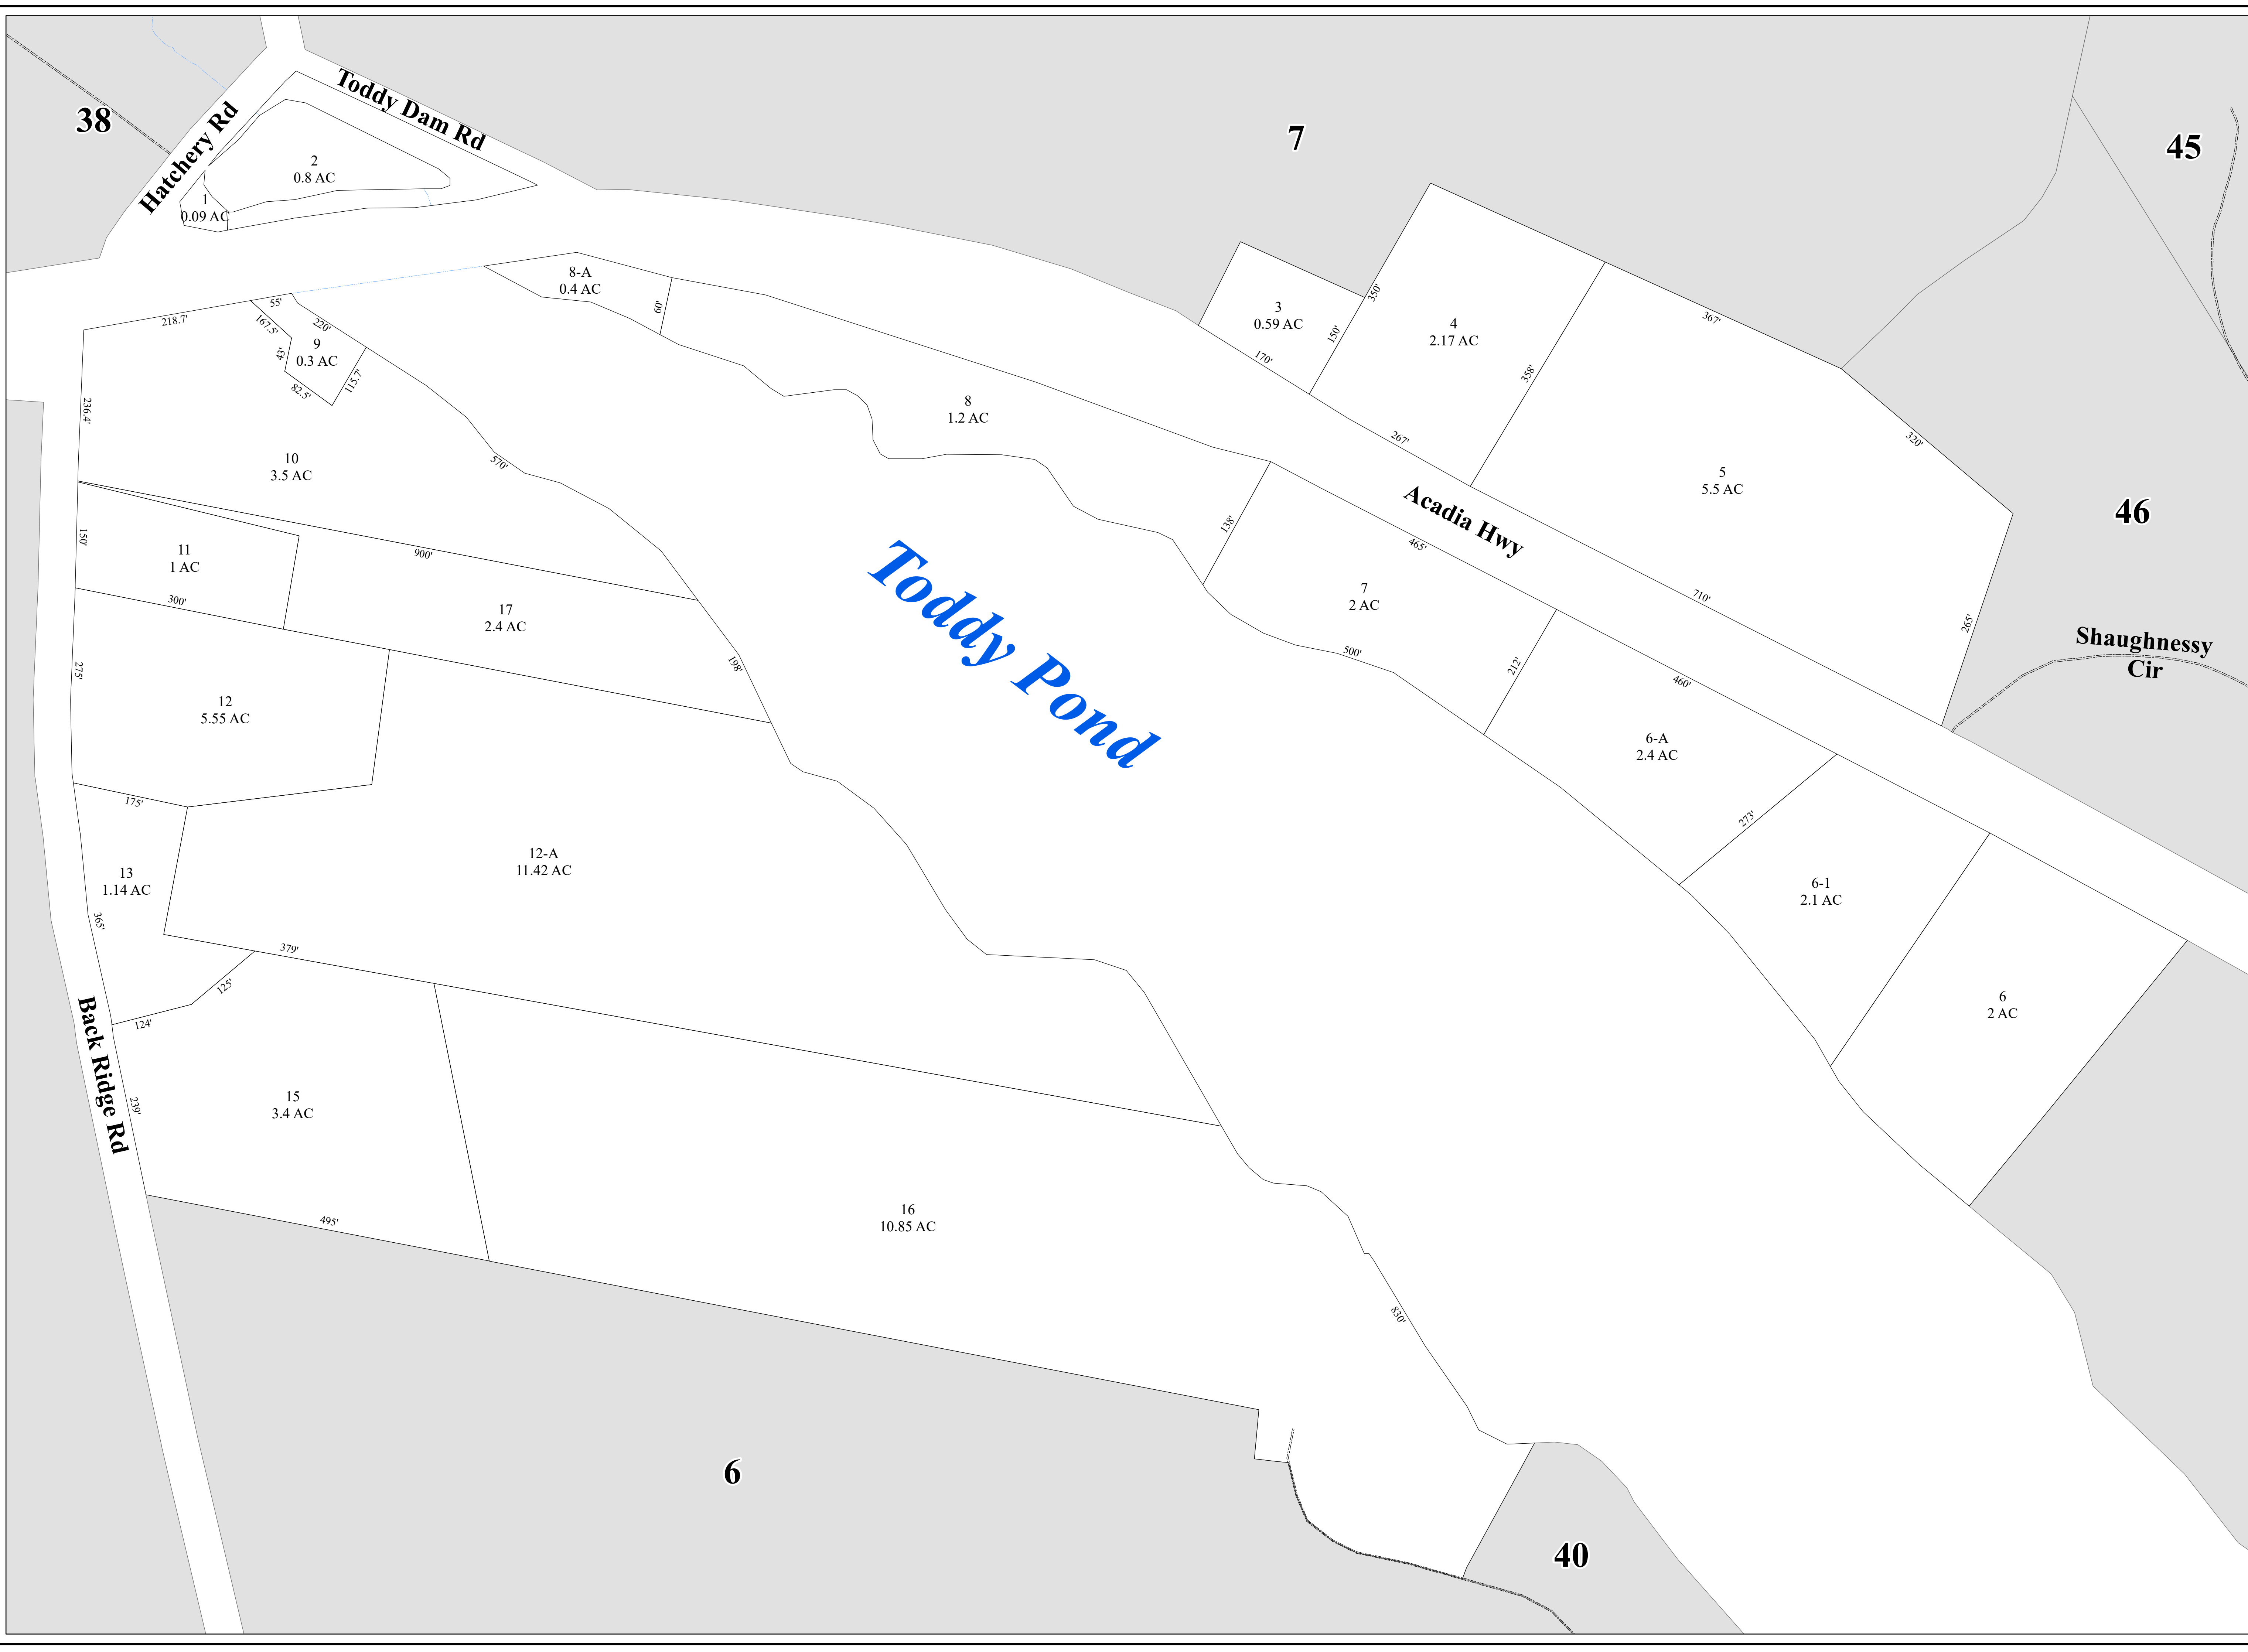 38
7
45
Hatchery Rd
Toddy Dam Rd
2
0.8 AC
1
0.09 AC
8-A
0.4 AC
60'
55'
218.7'
167.5'
220'
43'
9
0.3 AC
82.5'
115.7'
3
0.59 AC
350'
150'
170'
4
2.17 AC
367'
358'
267'
320'
236.4'
8
1.2 AC
10
3.5 AC
570'
5
5.5 AC
46
Acadia Hwy
138'
465'
150'
11
1 AC
900'
300'
17
2.4 AC
198'
Toddy Pond
7
2 AC
710'
265'
Shaughnessy
Cir
500'
212'
460'
275'
12
5.55 AC
6-A
2.4 AC
175'
273'
12-A
11.42 AC
13
1.14 AC
6-1
2.1 AC
365'
379'
125'
124'
6
2 AC
Back Ridge Rd
15
3.4 AC
239'
495'
16
10.85 AC
830'
6
40